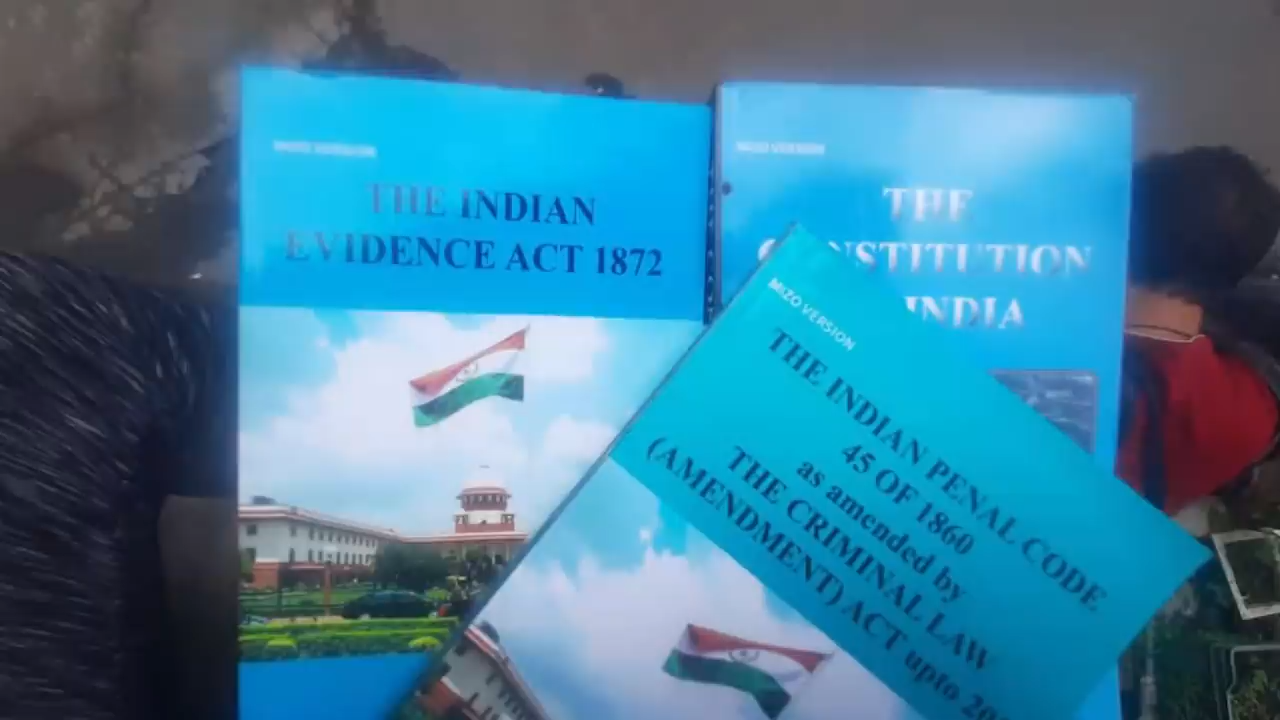 MIZO VERSION
THE INDIAN
EVIDENCE ACT 1872
MIZO VERSION
THE
INDIA
MIZO VERSION
THE INDIAN PENAL CODE
45 OF 1860
as amended by
THE CRIMINAL LAW
(AMENDMENT) ACT upto